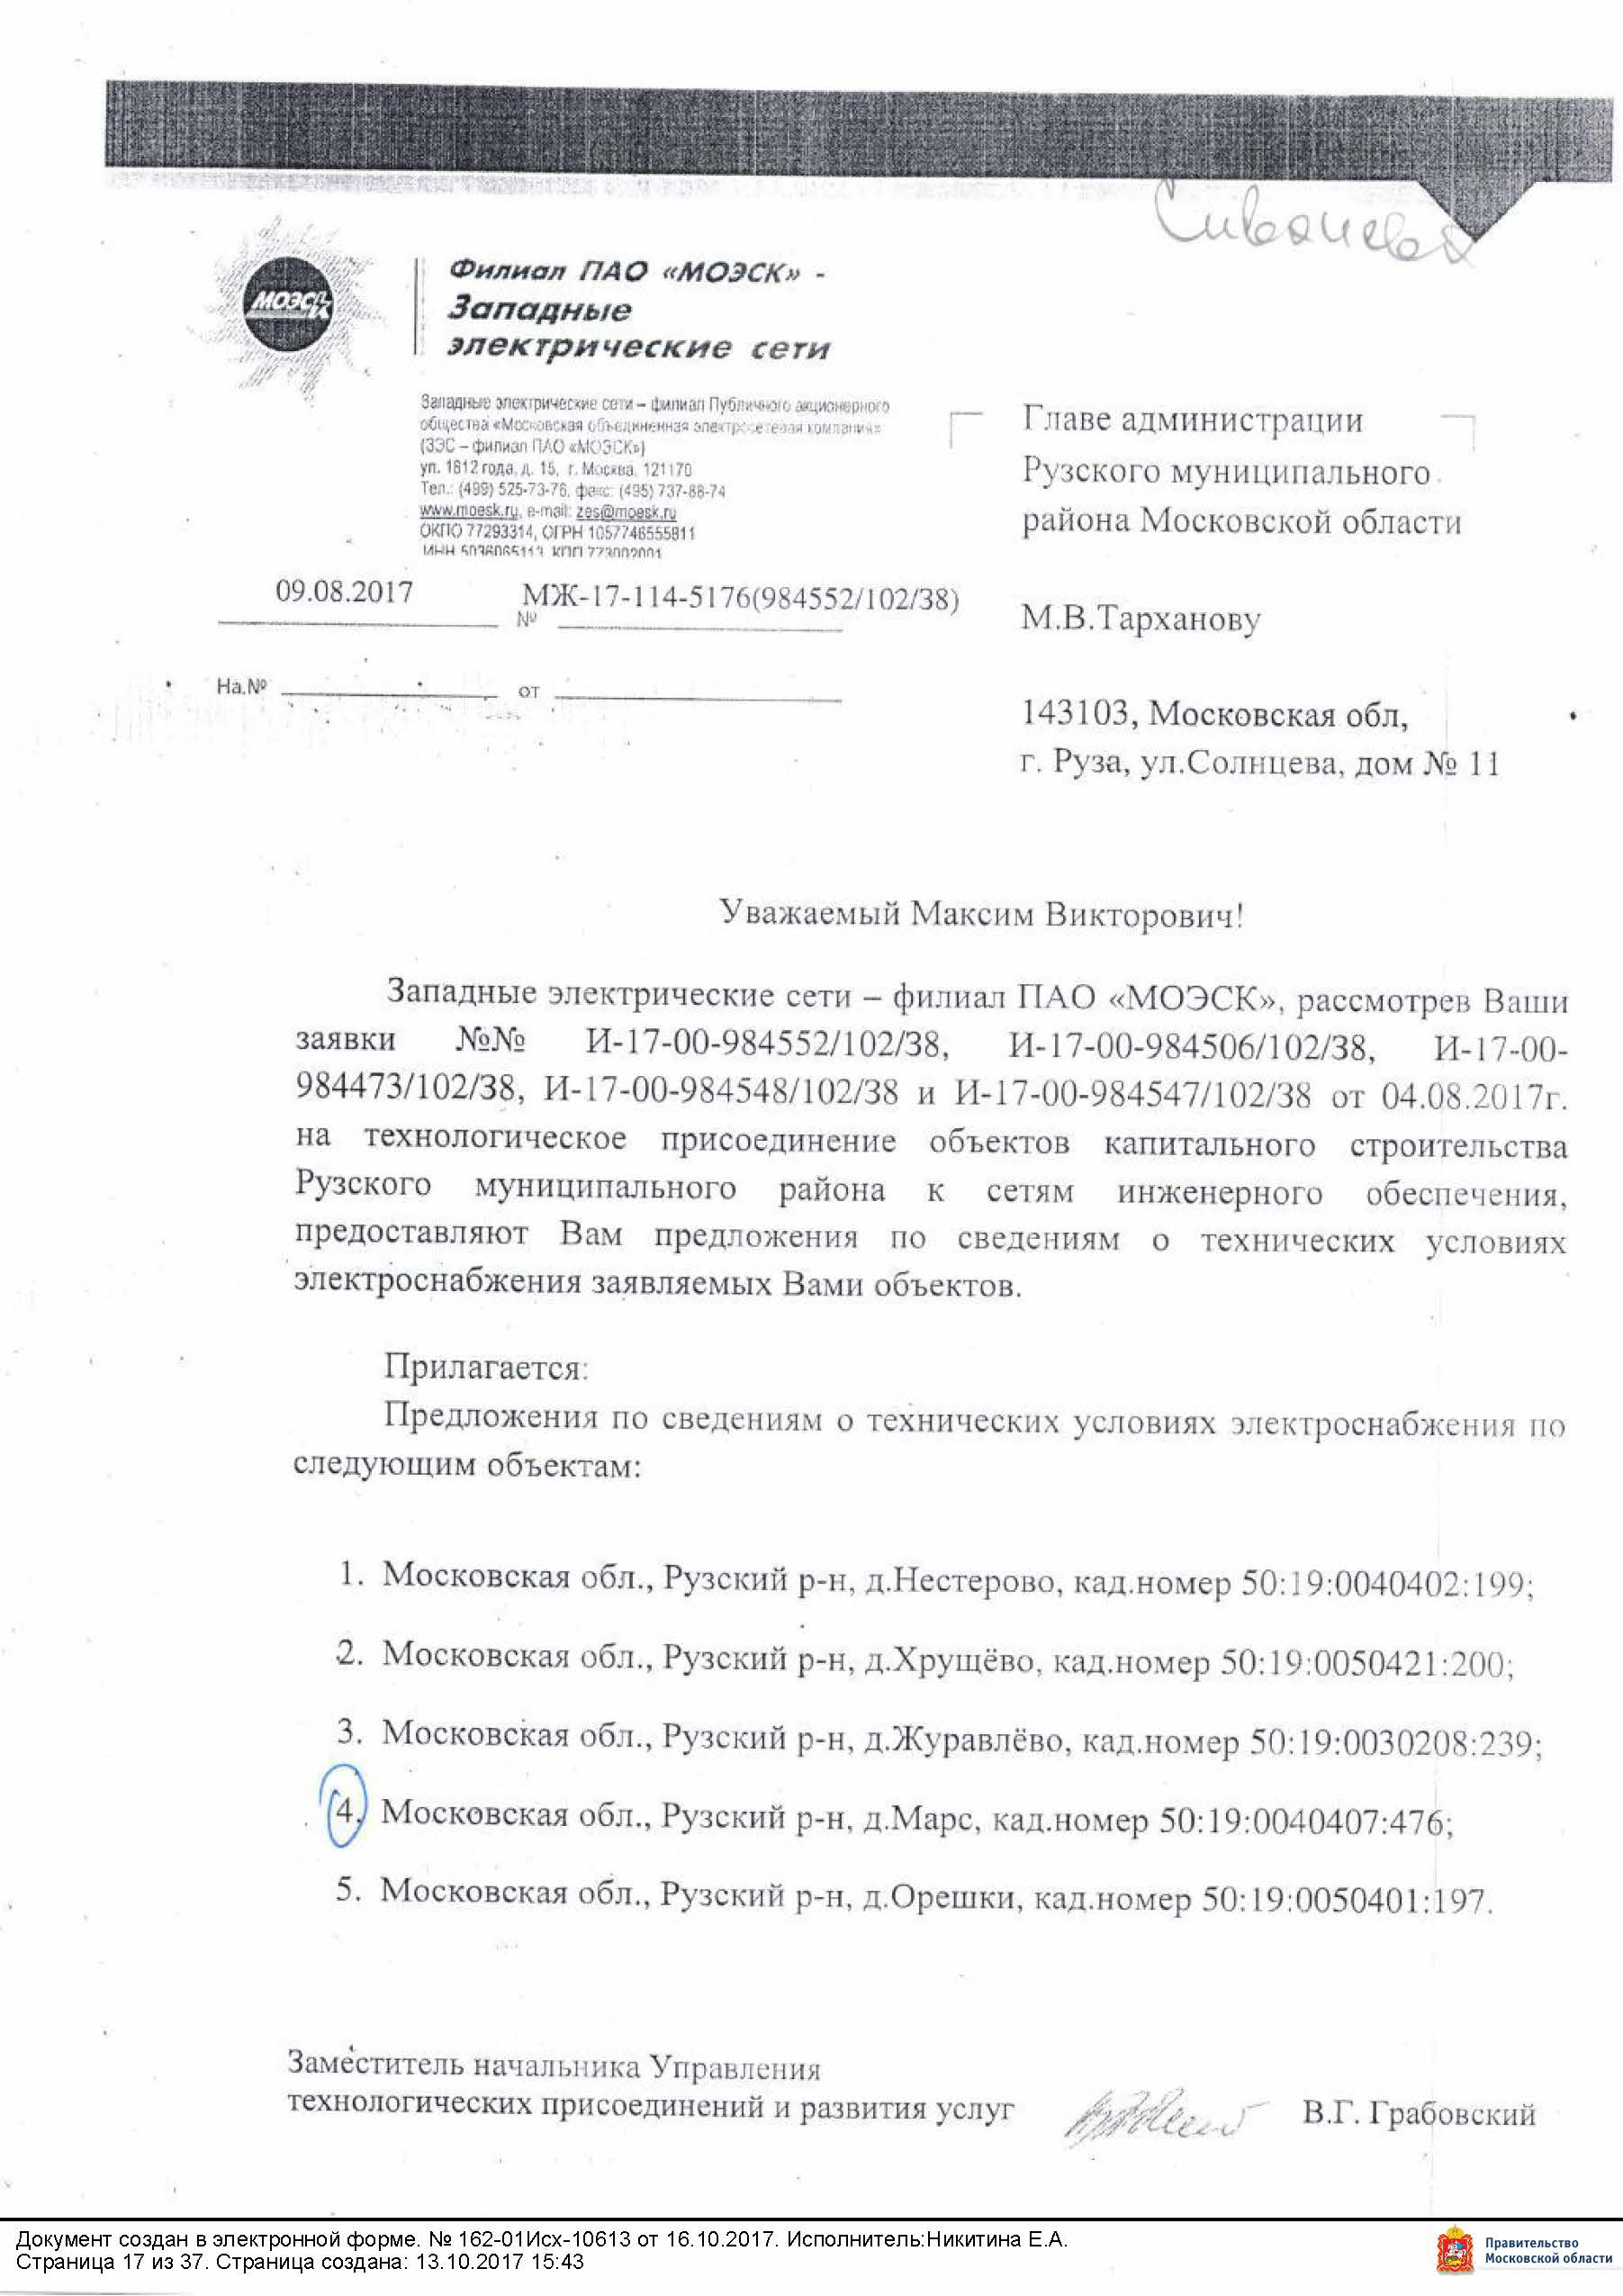 Сиванева
МОЭСК
Филиал ПАО «МОЭСК» -
Западные
электрические сети
Западные электрические сети – филиал Публичного акционерного
общества «Московская объединенная электросетевая компания»
(ЗЭС – филиал ПАО «МОЭСК»)
ул. 1812 года, д. 15, г. Москва, 121170
Тел.: (499) 525-73-76, факс: (495) 737-88-74
www.moesk.ru, e-mail: zes@moesk.ru
ОКПО 77293314, ОГРН 1057746555811
ИНН 5036065113, КПП 773002001
Главе администрации
Рузского муниципального
района Московской области
09.08.2017
МЖ-17-114-5176(984552/102/38)
№
М.В.Тарханову
На.№ от
143103, Московская обл,
г. Руза, ул.Солнцева, дом № 11
Уважаемый Максим Викторович!
Западные электрические сети – филиал ПАО «МОЭСК», рассмотрев Ваши
заявки №№ И-17-00-984552/102/38, И-17-00-984506/102/38, И-17-00-
984473/102/38, И-17-00-984548/102/38 и И-17-00-984547/102/38 от 04.08.2017г.
на технологическое присоединение объектов капитального строительства
Рузского муниципального района к сетям инженерного обеспечения,
предоставляют Вам предложения по сведениям о технических условиях
электроснабжения заявляемых Вами объектов.
Прилагается:
Предложения по сведениям о технических условиях электроснабжения по
следующим объектам:
1. Московская обл., Рузский р-н, д.Нестерово, кад.номер 50:19:0040402:199;
2. Московская обл., Рузский р-н, д.Хрущёво, кад.номер 50:19:0050421:200;
3. Московская обл., Рузский р-н, д.Журавлёво, кад.номер 50:19:0030208:239;
4. Московская обл., Рузский р-н, д.Марс, кад.номер 50:19:0040407:476;
5. Московская обл., Рузский р-н, д.Орешки, кад.номер 50:19:0050401:197.
Заместитель начальника Управления
технологических присоединений и развития услуг
В.Г. Грабовский
Документ создан в электронной форме. № 162-01Исх-10613 от 16.10.2017. Исполнитель:Никитина Е.А.
Страница 17 из 37. Страница создана: 13.10.2017 15:43
Правительство
Московской области